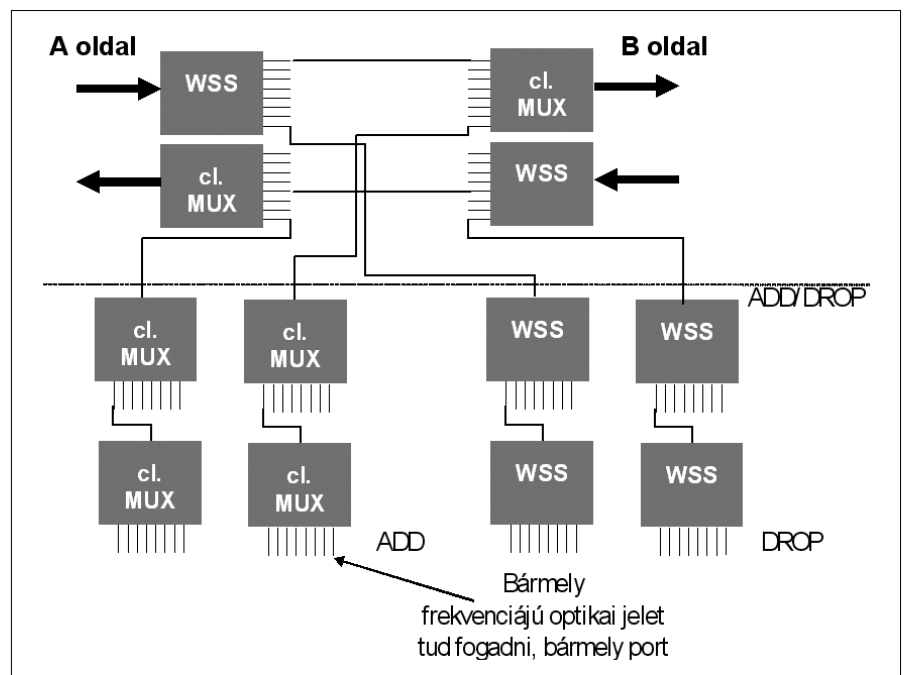 A oldal
B oldal
WSS
cl.
MUX
cl.
MUX
WSS
ADD/DROP
cl.
MUX
cl.
MUX
WSS
WSS
cl.
MUX
cl.
MUX
WSS
WSS
ADD
DROP
Bármely
frekvenciájú optikai jelet
tud fogadni, bármely port